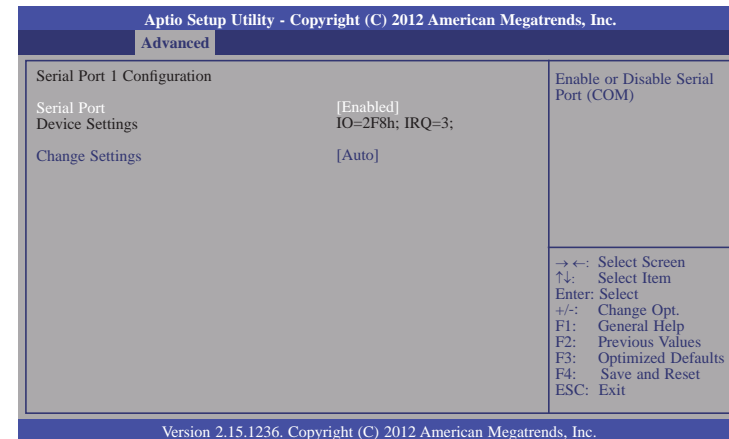 Aptio Setup Utility - Copyright (C) 2012 American Megatrends, Inc.
Advanced
Serial Port 1 Configuration
Serial Port [Enabled]
Device Settings IO=2F8h; IRQ=3;
Change Settings [Auto]
Enable or Disable Serial
Port (COM)
→ ←: Select Screen
↑↓: Select Item
Enter: Select
+/-: Change Opt.
F1: General Help
F2: Previous Values
F3: Optimized Defaults
F4: Save and Reset
ESC: Exit
Version 2.15.1236. Copyright (C) 2012 American Megatrends, Inc.